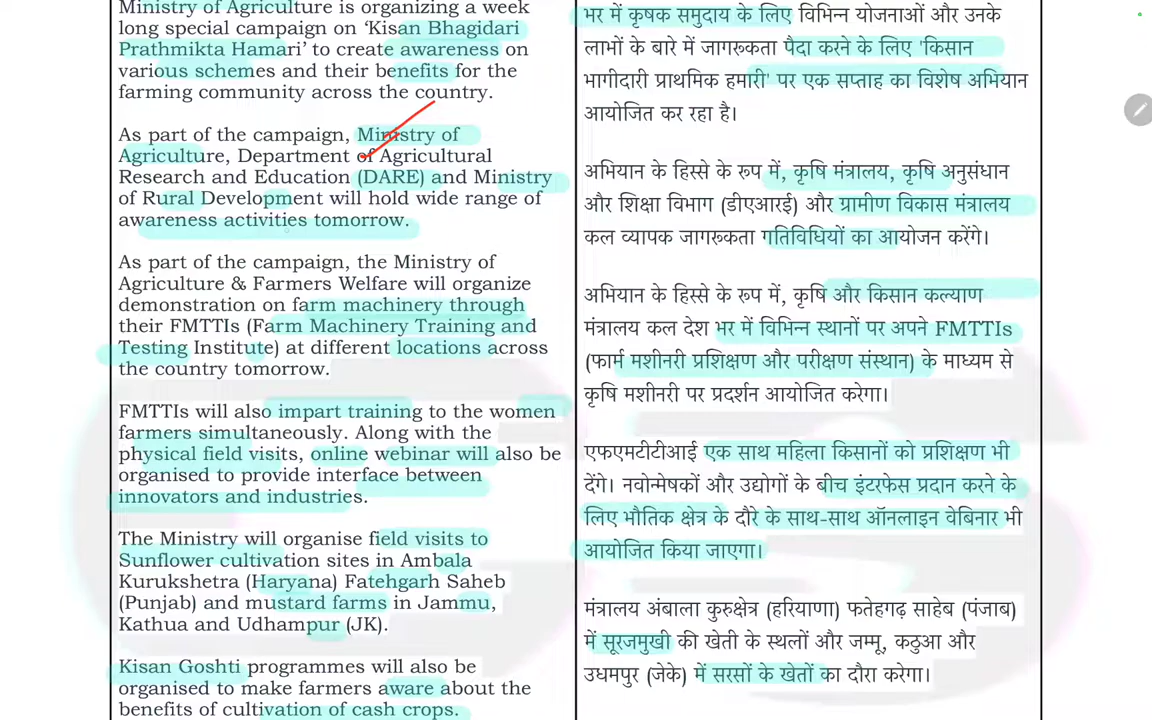 Ministry of Agriculture is organizing a week
long special campaign on ‘Kisan Bhagidari
Prathmikta Hamari’ to create awareness on
various schemes and their benefits for the
farming community across the country.
As part of the campaign, Ministry of
Agriculture, Department of Agricultural
Research and Education (DARE) and Ministry
of Rural Development will hold wide range of
awareness activities tomorrow.
As part of the campaign, the Ministry of
Agriculture & Farmers Welfare will organize
demonstration on farm machinery through
their FMTTIs (Farm Machinery Training and
Testing Institute) at different locations across
the country tomorrow.
FMTTIs will also impart training to the women
farmers simultaneously. Along with the
physical field visits, online webinar will also be
organised to provide interface between
innovators and industries.
The Ministry will organise field visits to
Sunflower cultivation sites in Ambala
Kurukshetra (Haryana) Fatehgarh Saheb
(Punjab) and mustard farms in Jammu,
Kathua and Udhampur (JK).
Kisan Goshti programmes will also be
organised to make farmers aware about the
benefits of cultivation of cash crops.
भर में कृषक समुदाय के लिए विभिन्न योजनाओं और उनके
लाभों के बारे में जागरूकता पैदा करने के लिए 'किसान
भागीदारी प्राथमिक हमारी' पर एक सप्ताह का विशेष अभियान
आयोजित कर रहा है।
अभियान के हिस्से के रूप में, कृषि मंत्रालय, कृषि अनुसंधान
और शिक्षा विभाग (डीएआरई) और ग्रामीण विकास मंत्रालय
कल व्यापक जागरूकता गतिविधियों का आयोजन करेंगे।
अभियान के हिस्से के रूप में, कृषि और किसान कल्याण
मंत्रालय कल देश भर में विभिन्न स्थानों पर अपने FMTTIs
(फार्म मशीनरी प्रशिक्षण और परीक्षण संस्थान) के माध्यम से
कृषि मशीनरी पर प्रदर्शन आयोजित करेगा।
एफएमटीटीआई एक साथ महिला किसानों को प्रशिक्षण भी
देंगे। नवोन्मेषकों और उद्योगों के बीच इंटरफेस प्रदान करने के
लिए भौतिक क्षेत्र के दौरे के साथ-साथ ऑनलाइन वेबिनार भी
आयोजित किया जाएगा।
मंत्रालय अंबाला कुरुक्षेत्र (हरियाणा) फतेहगढ़ साहेब (पंजाब)
में सूरजमुखी की खेती के स्थलों और जम्मू, कठुआ और
उधमपुर (जेके) में सरसों के खेतों का दौरा करेगा।